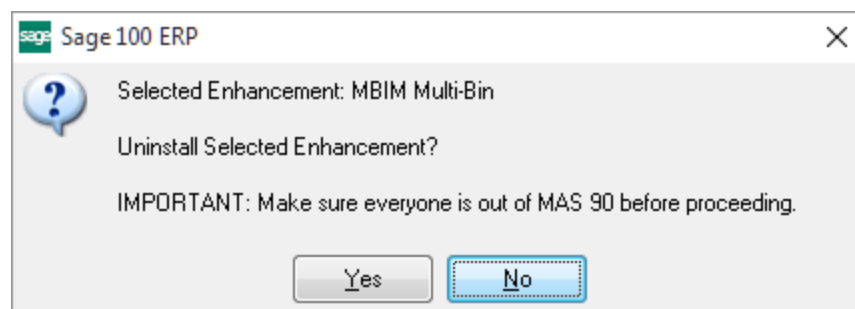 sage Sage 100 ERP
Selected Enhancement: MBIM Multi-Bin
Uninstall Selected Enhancement?
IMPORTANT: Make sure everyone is out of MAS 90 before proceeding.
Yes No